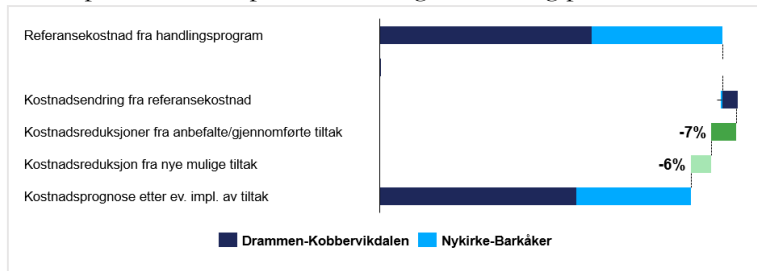 Referansekostnad fra handlingsprogram
Kostnadsendring fra referansekostnad
Kostnadsreduksjoner fra anbefalte/gjennomførte tiltak
-7%
Kostnadsreduksjon fra nye mulige tiltak
-6%
Kostnadsprognose etter ev. impl. av tiltak
Drammen-Kobbervikdalen
Nykirke-Barkåker